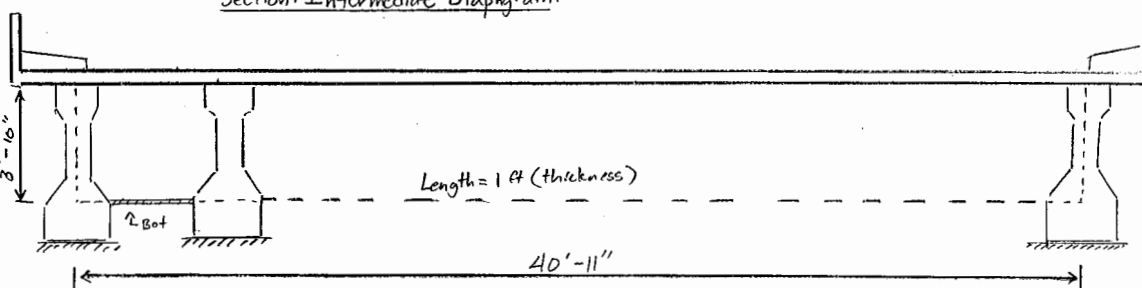 Section: Intermediate Diaphragm
3'-10"
Length = 1 ft (thickness)
↑Bot
40'-11"